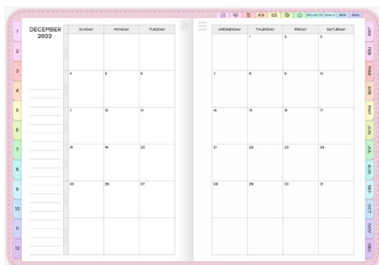 DECEMBER
2022
SUNDAY MONDAY TUESDAY
WEDNESDAY THURSDAY FRIDAY SATURDAY
1 2 3
4 5 6
7 8 9 10
11 12 13
14 15 16 17
18 19 20
21 22 23 24
25 26 27
28 29 30 31
1
2
3
4
5
6
7
8
9
10
11
12
JAN
FEB
MAR
APR
MAY
JUN
JUL
AUG
SEP
OCT
NOV
DEC